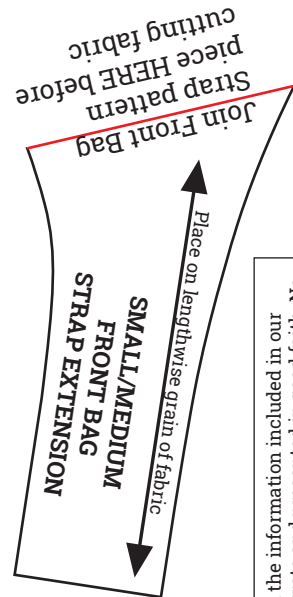 Join Front Bag
Strap pattern
piece HERE before
cutting fabric
Place on lengthwise grain of fabric
SMALL/MEDIUM
FRONT BAG
STRAP EXTENSION
the information included in our